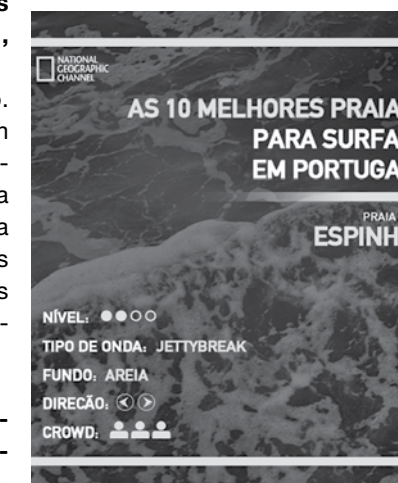 NATIONAL
GEOGRAPHIC
CHANNEL
AS 10 MELHORES PRAIA
PARA SURFA
EM PORTUGA
PRAIA
ESPINH
NÍVEL:
TIPO DE ONDA: JETTYBREAK
FUNDO: AREIA
DIRECÃO:
CROWD: